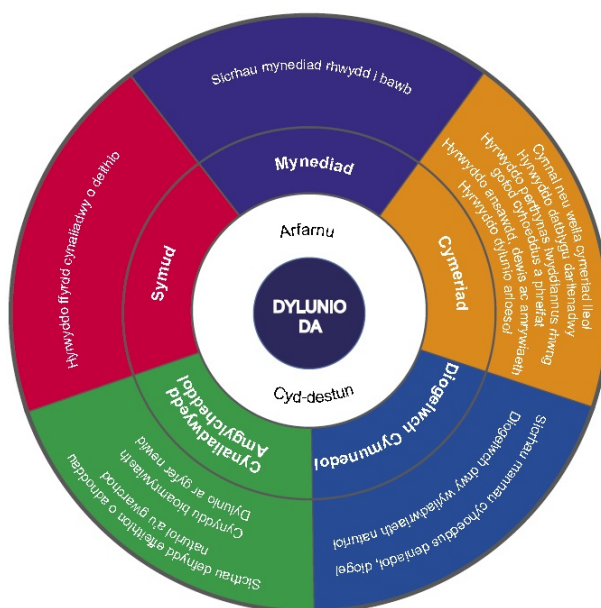 Sicrhau mynediad rhwydd i bawb
Mynediad
Cynnal neu wella cymeriad lleol
Hyrwyddo datblygu darllenadwy
Hyrwyddo perthynas lwyddiannus rhwng
gofod cyhoeddus a phreifat
Hyrwyddo ansawdd, dewis ac amrywiaeth
Hyrwyddo dylunio arloesol
Cymeriad
Diogelwch Cymunedol
Sicrhau mannau cyhoeddus deniadol, diogel
Diogelwch drwy wyliadwriaeth naturiol
Cynaliadwyedd
Amgylcheddol
Sicrhau defnydd effeithlon o adnoddau
naturiol a'u gwarchod
Cynyddu bioamrywiaeth
Dylunio ar gyfer newid
Symud
Hyrwyddo ffyrdd cynaliadwy o deithio
Arfarnu
DYLUNIO
DA
Cyd-destun